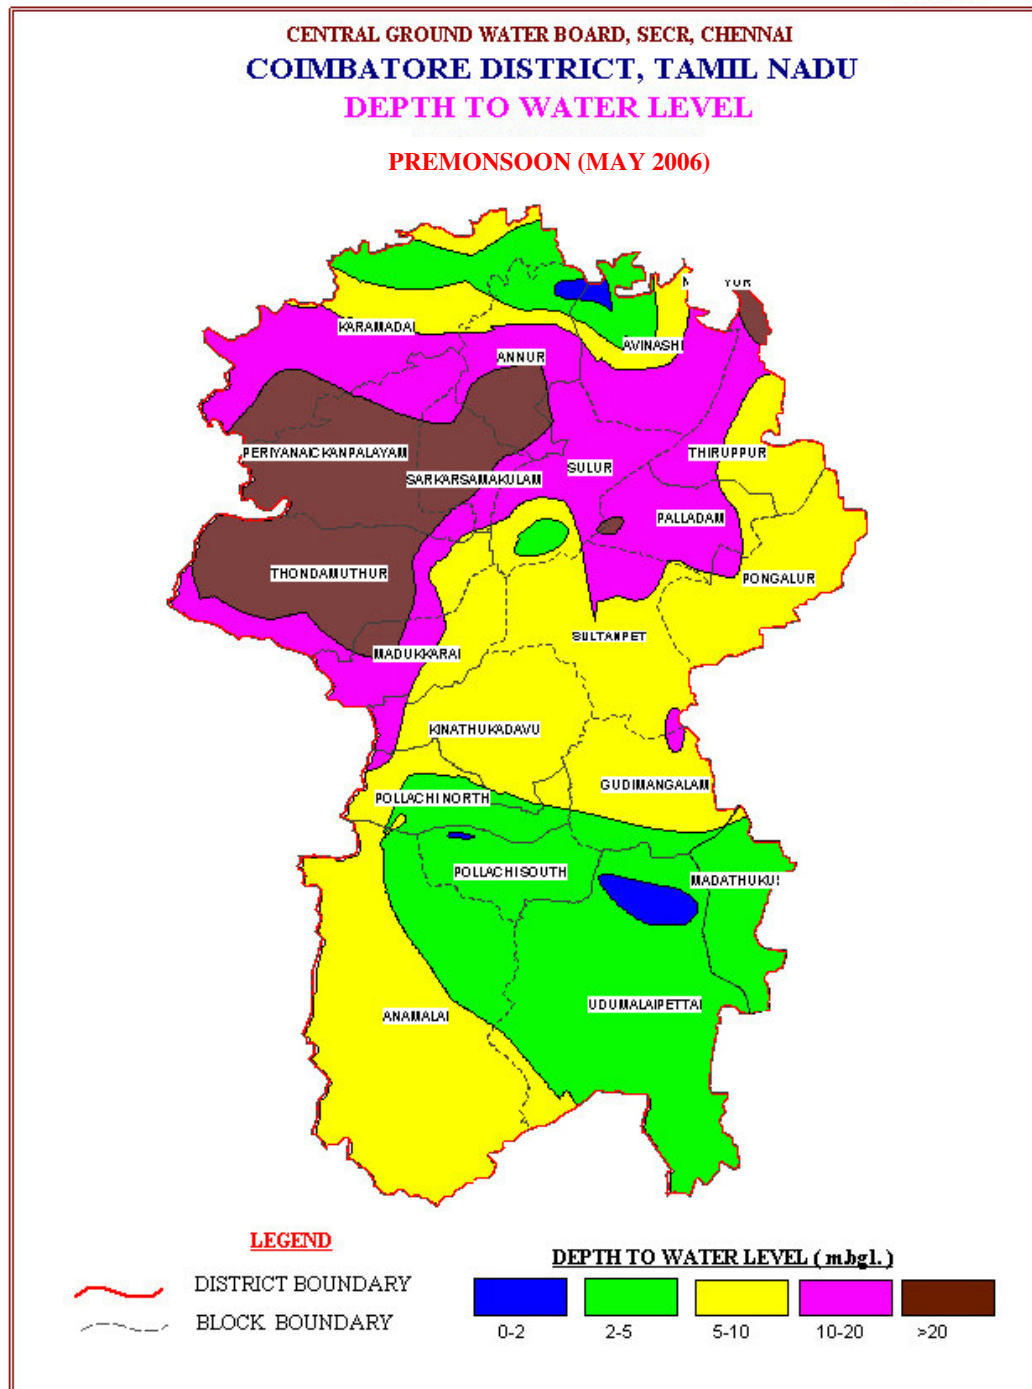 CENTRAL GROUND WATER BOARD, SECR, CHENNAI
COIMBATORE DISTRICT, TAMIL NADU
DEPTH TO WATER LEVEL
PREMONSOON (MAY 2006)
YUR
KARAMADAI
AVINASHI
ANNUR
PERIYANAICKANPALAYAM
THIRUPPUR
SULUR
SARKARSAMAKULAM
PALLADAM
THONDAMUTHUR
PONGALUR
SULTANPET
MADUKKARAI
KINATHUKADAVU
GUDIMANGALAM
POLLACHI NORTH
POLLACHI SOUTH
MADATHUKU
UDUMALAIPETTAI
ANAMALAI
LEGEND
DISTRICT BOUNDARY
BLOCK BOUNDARY
DEPTH TO WATER LEVEL ( m.bgl. )
0-2 2-5 5-10 10-20 >20